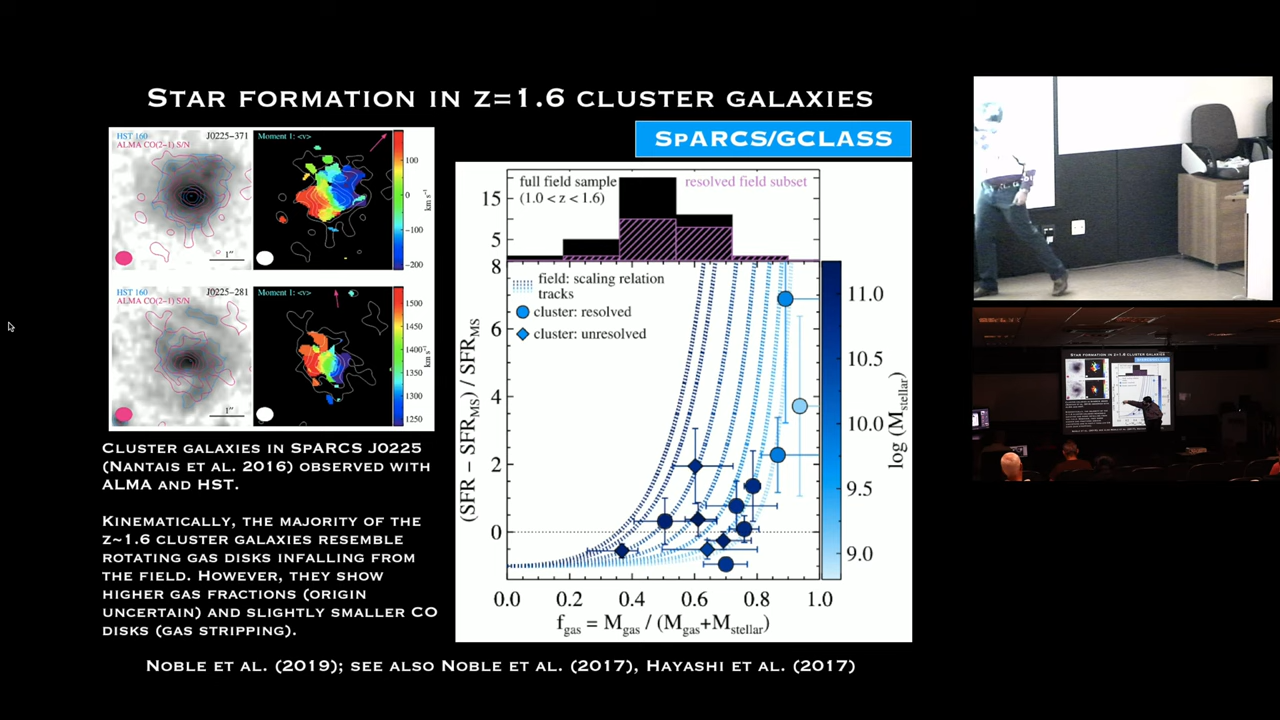 STAR FORMATION IN Z=1.6 CLUSTER GALAXIES
SPARCS/GCLASS
HST 160
J0225-371
ALMA CO(2-1) S/N
1"
Moment 1: <v>
100
0
-100
-200
km s⁻¹
HST 160
J0225-281
ALMA CO(2-1) S/N
1"
Moment 1: <v>
1500
1450
1400
1350
1300
1250
km s⁻¹
CLUSTER GALAXIES IN SPARCS J0225
(NANTAIS ET AL. 2016) OBSERVED WITH
ALMA AND HST.
KINEMATICALLY, THE MAJORITY OF THE
Z~1.6 CLUSTER GALAXIES RESEMBLE
ROTATING GAS DISKS INFALLING FROM
THE FIELD. HOWEVER, THEY SHOW
HIGHER GAS FRACTIONS (ORIGIN
UNCERTAIN) AND SLIGHTLY SMALLER CO
DISKS (GAS STRIPPING).
full field sample
(1.0 < z < 1.6)
resolved field subset
15
5
field: scaling relation
tracks
cluster: resolved
cluster: unresolved
8
6
4
2
0
(SFR - SFR_MS) / SFR_MS
0.0 0.2 0.4 0.6 0.8 1.0
f_gas = M_gas / (M_gas+M_stellar)
11.0
10.5
10.0
9.5
9.0
log (M_stellar)
NOBLE ET AL. (2019); SEE ALSO NOBLE ET AL. (2017), HAYASHI ET AL. (2017)
STAR FORMATION IN Z=1.6 CLUSTER GALAXIES